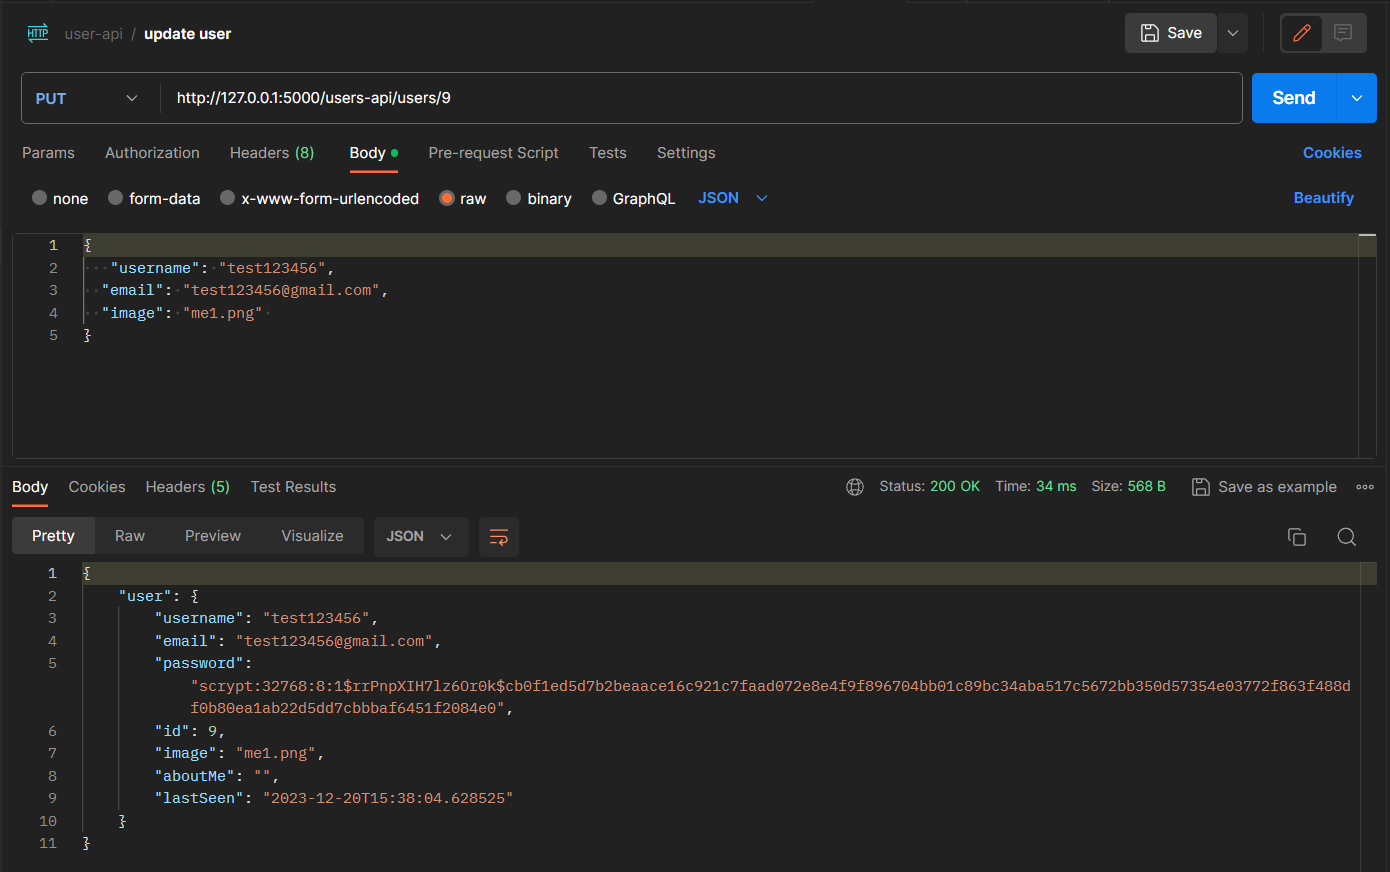 HTTP user-api / update user Save
PUT http://127.0.0.1:5000/users-api/users/9 Send
Params Authorization Headers (8) Body Pre-request Script Tests Settings Cookies
none form-data x-www-form-urlencoded raw binary GraphQL JSON Beautify
1 {
2 "username": "test123456",
3 "email": "test123456@gmail.com",
4 "image": "me1.png"
5 }
Body Cookies Headers (5) Test Results Status: 200 OK Time: 34 ms Size: 568 B Save as example
Pretty Raw Preview Visualize JSON
1 {
2 "user": {
3 "username": "test123456",
4 "email": "test123456@gmail.com",
5 "password":
"scrypt:32768:8:1$rrPnpXIH7lz6Or0k$cb0f1ed5d7b2beaace16c921c7faad072e8e4f9f896704bb01c89bc34aba517c5672bb350d57354e03772f863f488d
f0b80ea1ab22d5dd7cbbbaf6451f2084e0",
6 "id": 9,
7 "image": "me1.png",
8 "aboutMe": "",
9 "lastSeen": "2023-12-20T15:38:04.628525"
10 }
11 }